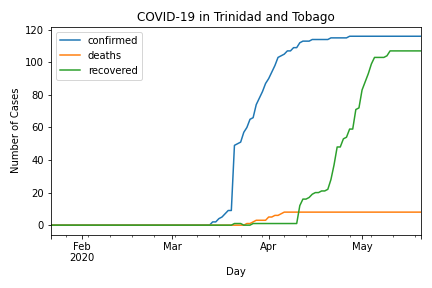 COVID-19 in Trinidad and Tobago
confirmed
deaths
recovered
120
100
80
60
40
20
0
Number of Cases
Feb
2020
Mar
Apr
May
Day